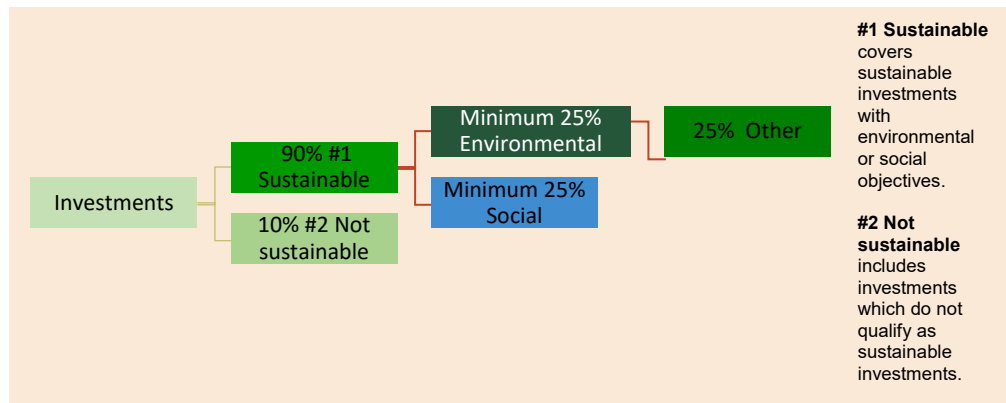 Investments
90% #1
Sustainable
10% #2 Not
sustainable
Minimum 25%
Environmental
Minimum 25%
Social
25%  Other
#1 Sustainable
covers
sustainable
investments
with
environmental
or social
objectives.
#2 Not
sustainable
includes
investments
which do not
qualify as
sustainable
investments.